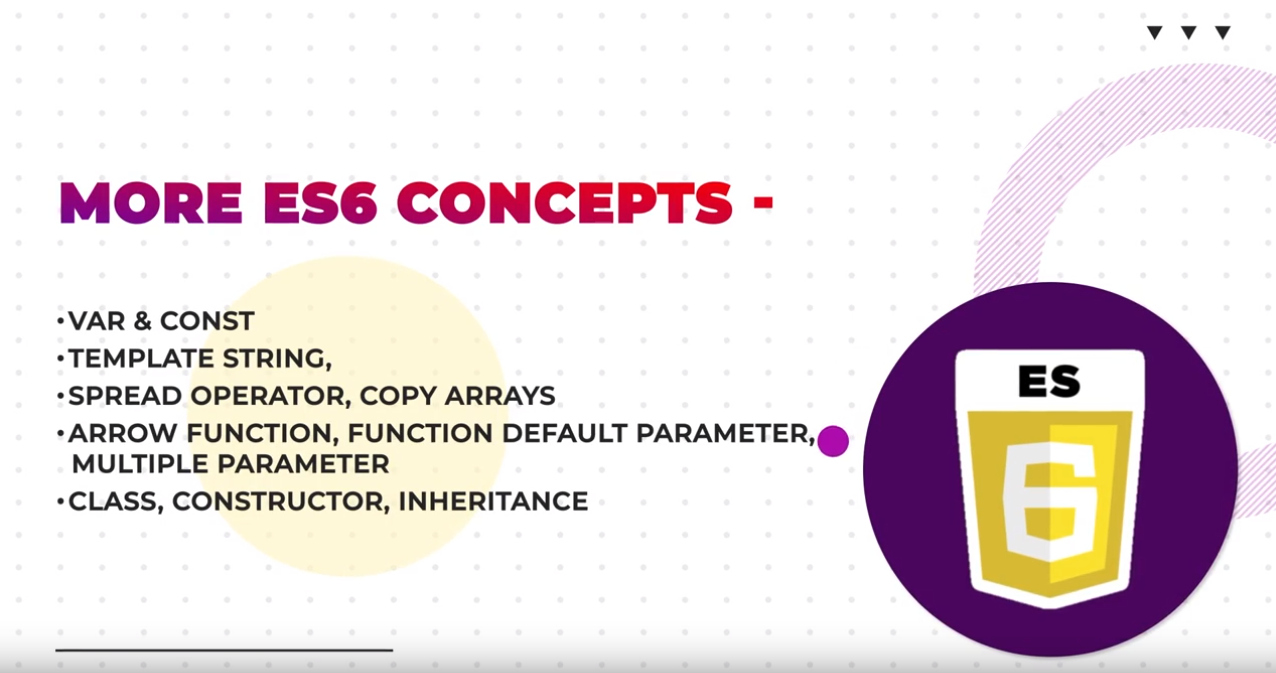 MORE ES6 CONCEPTS -
•VAR & CONST
•TEMPLATE STRING,
•SPREAD OPERATOR, COPY ARRAYS
•ARROW FUNCTION, FUNCTION DEFAULT PARAMETER,
MULTIPLE PARAMETER
•CLASS, CONSTRUCTOR, INHERITANCE
ES
6